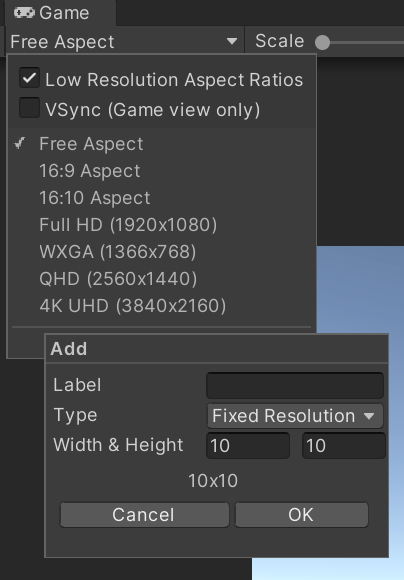 Game
Free Aspect Scale
Low Resolution Aspect Ratios
VSync (Game view only)
Free Aspect
16:9 Aspect
16:10 Aspect
Full HD (1920x1080)
WXGA (1366x768)
QHD (2560x1440)
4K UHD (3840x2160)
Add
Label
Type Fixed Resolution
Width & Height 10 10
10x10
Cancel OK